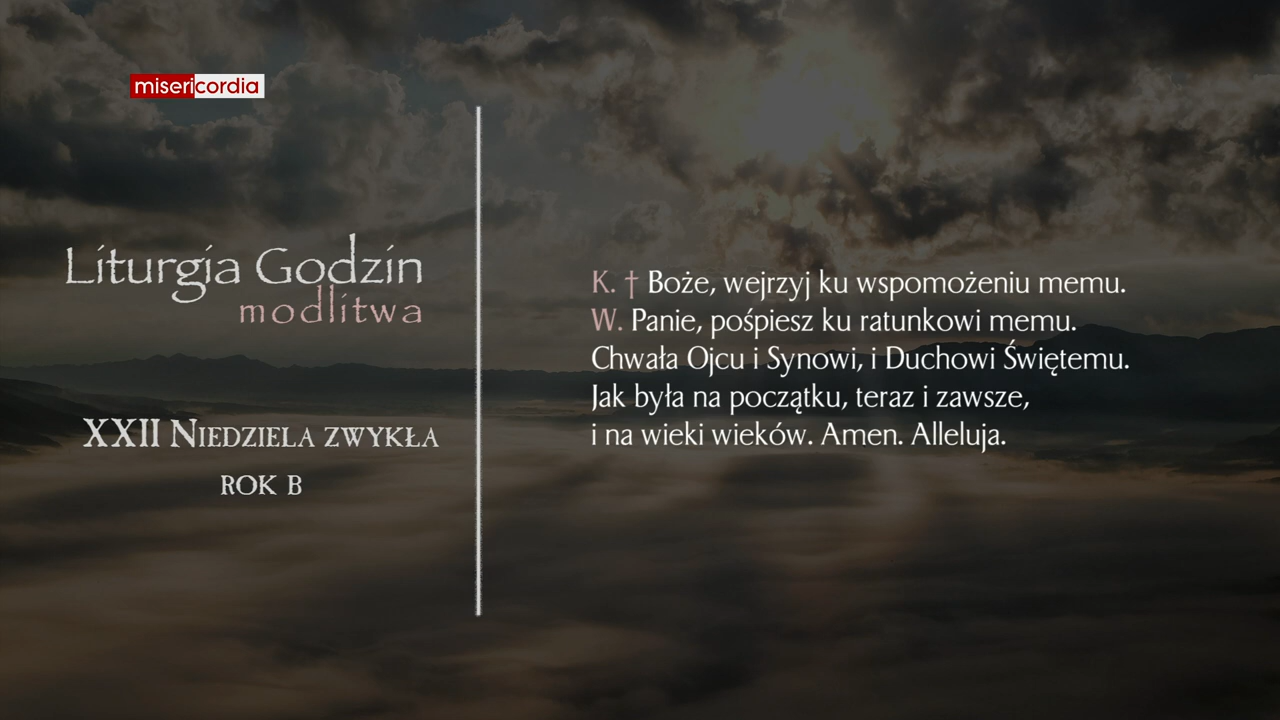 misericordia
Liturgia Godzin
modlitwa
XXII Niedziela zwykła
rok B
K. † Boże, wejrzyj ku wspomożeniu memu.
W. Panie, pośpiesz ku ratunkowi memu.
Chwała Ojcu i Synowi, i Duchowi Świętemu.
Jak była na początku, teraz i zawsze,
i na wieki wieków. Amen. Alleluja.